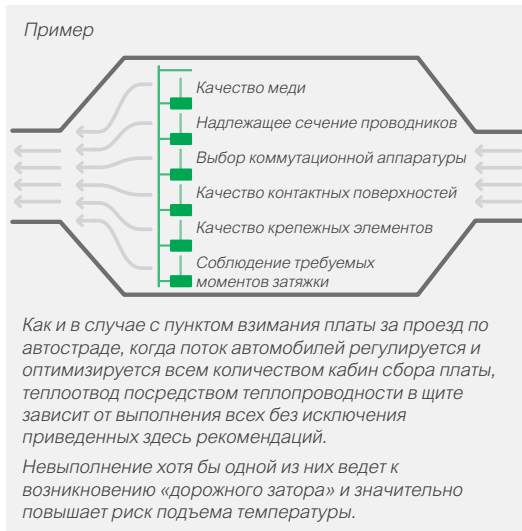 Пример
Качество меди
Надлежащее сечение проводников
Выбор коммутационной аппаратуры
Качество контактных поверхностей
Качество крепежных элементов
Соблюдение требуемых
моментов затяжки
Как и в случае с пунктом взимания платы за проезд по
автостраде, когда поток автомобилей регулируется и
оптимизируется всем количеством кабин сбора платы,
теплоотвод посредством теплопроводности в щите
зависит от выполнения всех без исключения
приведенных здесь рекомендаций.
Невыполнение хотя бы одной из них ведет к
возникновению «дорожного затора» и значительно
повышает риск подъема температуры.